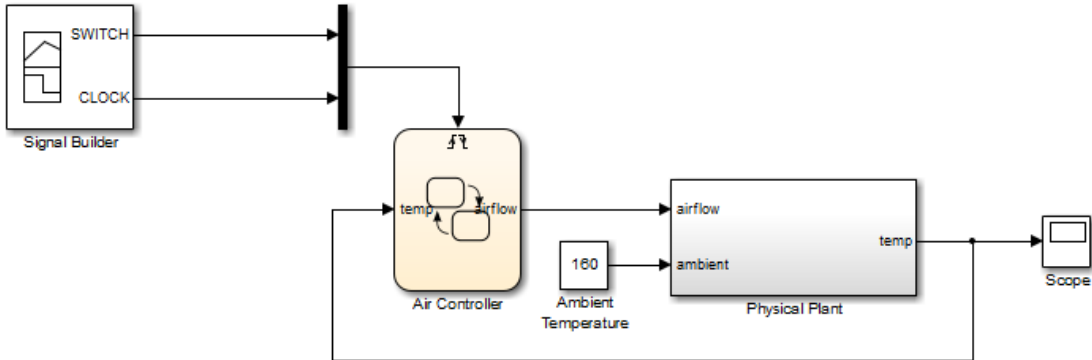 SWITCH
CLOCK
Signal Builder
temp
airflow
Air Controller
160
Ambient
Temperature
airflow
ambient
temp
Physical Plant
Scope